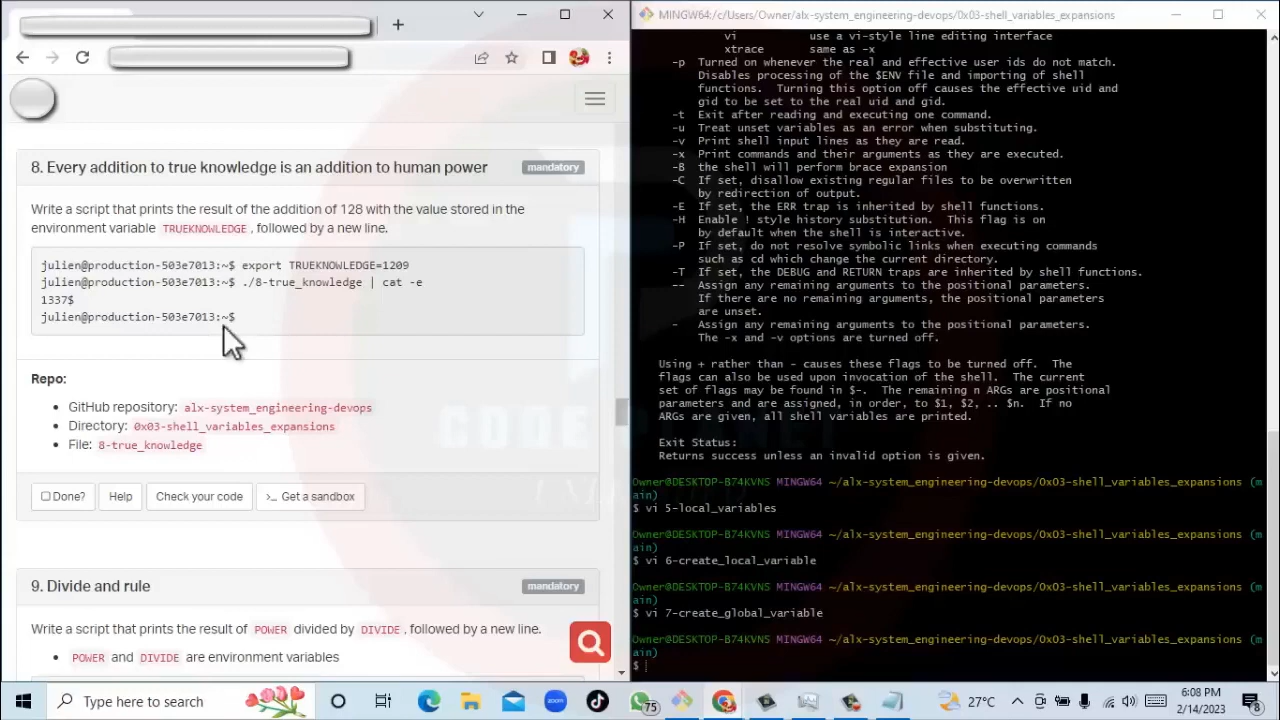 MINGW64:/c/Users/Owner/alx-system_engineering-devops/0x03-shell_variables_expansions
8. Every addition to true knowledge is an addition to human power
mandatory
Write a script that prints the result of the addition of 128 with the value stored in the
environment variable TRUEKNOWLEDGE, followed by a new line.
julien@production-503e7013:~$ export TRUEKNOWLEDGE=1209
julien@production-503e7013:~$ ./8-true_knowledge | cat -e
1337$
julien@production-503e7013:~$
Repo:
• GitHub repository: alx-system_engineering-devops
• Directory: 0x03-shell_variables_expansions
• File: 8-true_knowledge
Done?
Help
Check your code
>_ Get a sandbox
9. Divide and rule
mandatory
Write a script that prints the result of POWER divided by DIVIDE, followed by a new line.
• POWER and DIVIDE are environment variables
vi use a vi-style line editing interface
xtrace same as -x
-p Turned on whenever the real and effective user ids do not match.
Disables processing of the $ENV file and importing of shell
functions. Turning this option off causes the effective uid and
gid to be set to the real uid and gid.
-t Exit after reading and executing one command.
-u Treat unset variables as an error when substituting.
-v Print shell input lines as they are read.
-x Print commands and their arguments as they are executed.
-B the shell will perform brace expansion
-C If set, disallow existing regular files to be overwritten
by redirection of output.
-E If set, the ERR trap is inherited by shell functions.
-H Enable ! style history substitution. This flag is on
by default when the shell is interactive.
-P If set, do not resolve symbolic links when executing commands
such as cd which change the current directory.
-T If set, the DEBUG and RETURN traps are inherited by shell functions.
-- Assign any remaining arguments to the positional parameters.
If there are no remaining arguments, the positional parameters
are unset.
- Assign any remaining arguments to the positional parameters.
The -x and -v options are turned off.
Using + rather than - causes these flags to be turned off. The
flags can also be used upon invocation of the shell. The current
set of flags may be found in $-. The remaining n ARGs are positional
parameters and are assigned, in order, to $1, $2, .. $n. If no
ARGs are given, all shell variables are printed.
Exit Status:
Returns success unless an invalid option is given.
Owner@DESKTOP-B74KVNS MINGW64 ~/alx-system_engineering-devops/0x03-shell_variables_expansions (m
ain)
$ vi 5-local_variables
Owner@DESKTOP-B74KVNS MINGW64 ~/alx-system_engineering-devops/0x03-shell_variables_expansions (m
ain)
$ vi 6-create_local_variable
Owner@DESKTOP-B74KVNS MINGW64 ~/alx-system_engineering-devops/0x03-shell_variables_expansions (m
ain)
$ vi 7-create_global_variable
Owner@DESKTOP-B74KVNS MINGW64 ~/alx-system_engineering-devops/0x03-shell_variables_expansions (m
ain)
$
Type here to search
zoom
75
27°C
6:08 PM
2/14/2023
8